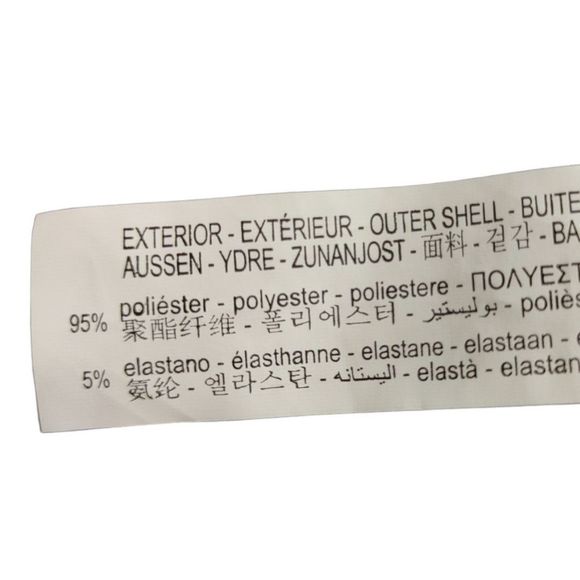 EXTERIOR - EXTÉRIEUR - OUTER SHELL - BUITE
AUSSEN - YDRE - ZUNANJOST - 面料 - 겉감 - BA
95% poliéster - polyester - poliestere - ΠΟΛΥΕΣΤ
聚酯纤维 - 폴리에스터 - بوليستير - poliès
5% elastano - élasthanne - elastane - elastaan -
氨纶 - 엘라스탄 - اليستانه - elastà - elastan